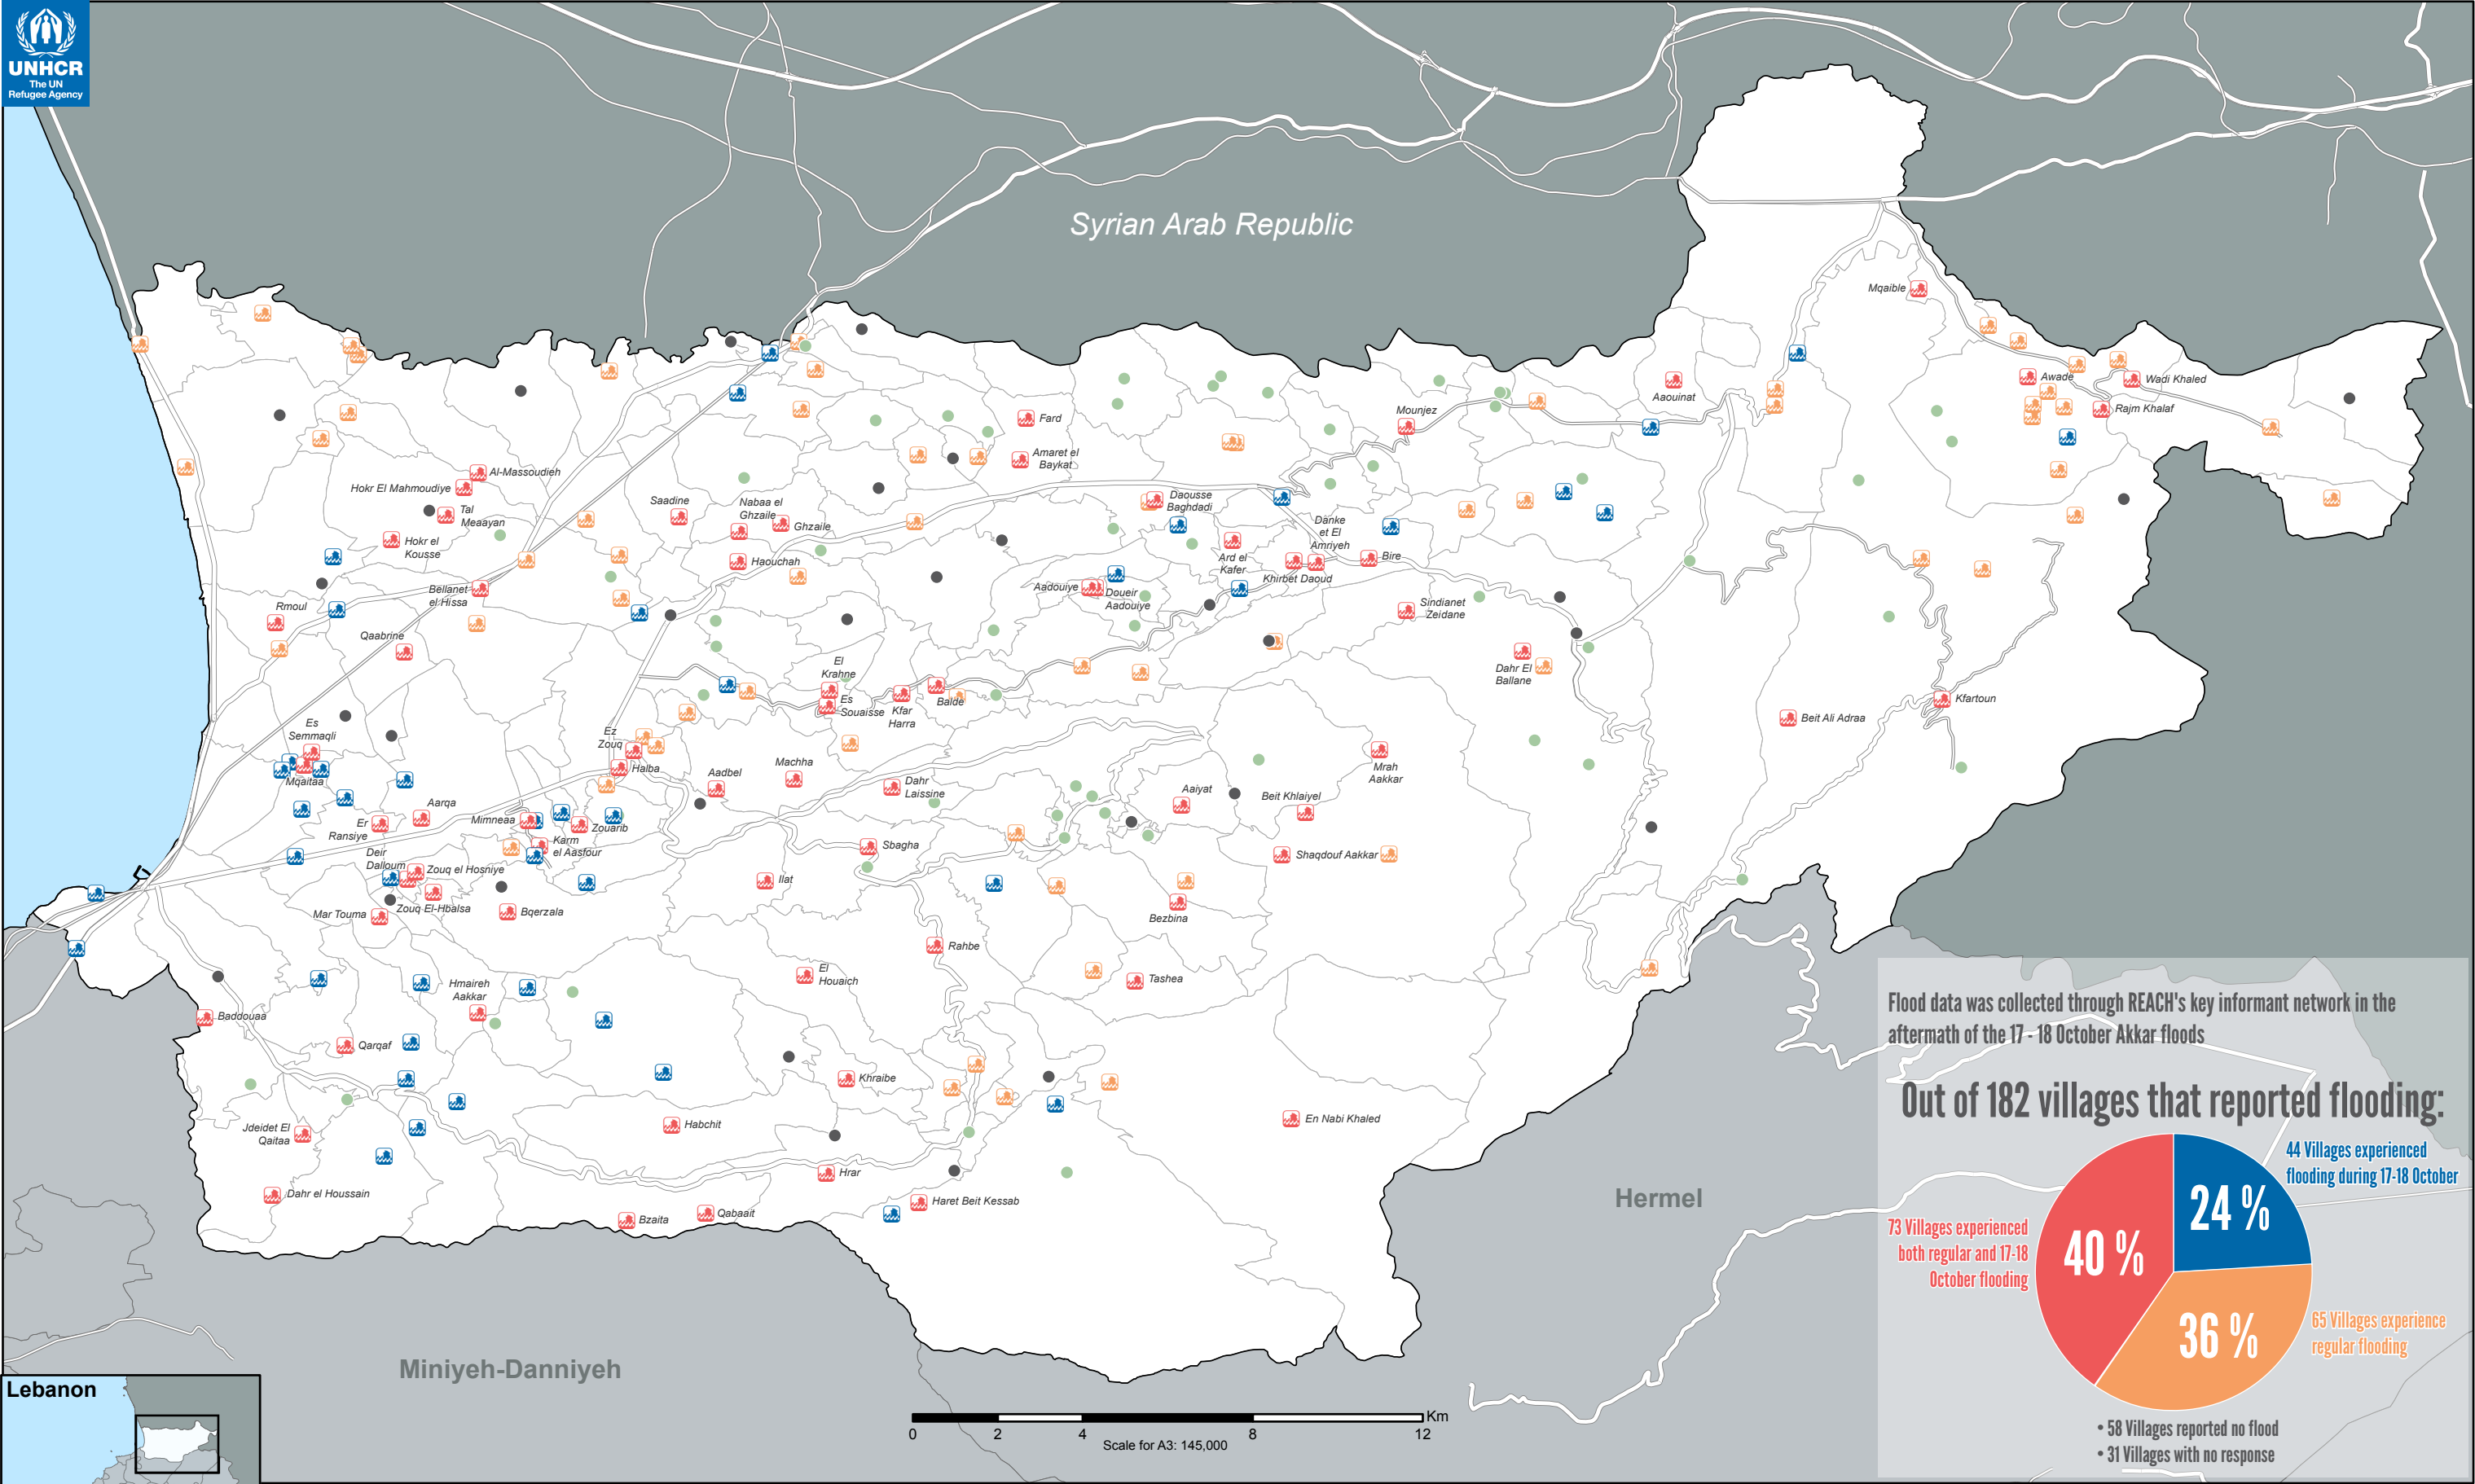 UNHCR
The UN
Refugee Agency
Syrian Arab Republic
Mqaible
Awade
Wadi Khaled
Rajm Khalaf
Aaouinat
Mounjez
Fard
Amaret el
Baykat
Al-Massoudieh
Hokr El Mahmoudiye
Tal
Meaayan
Hokr el
Kousse
Saadine
Nabaa el
Ghzaile
Ghzaile
Haouchah
Daousse
Baghdadi
Danke
et El
Amriyeh
Ard el
Kafer
Khirbet Daoud
Bire
Aadouiye
Doueir
Aadouiye
Sindianet
Zeidane
Bellanet
el Hissa
Rmoul
Qaabrine
Dahr El
Ballane
Kfartoun
Beit Ali Adraa
El
Krahne
Es
Souaisse
Kfar
Harra
Balde
Es
Semmaqli
Mqaitaa
Ez
Zouq
Halba
Aadbel
Machha
Dahr
Laissine
Mrah
Aakkar
Aaiyat
Beit Khlaiyel
Aarqa
Er
Ransiye
Mimneaa
Zouarib
Karm
el Aasfour
Sbagha
Shaqdouf Aakkar
Deir
Dalloum
Zouq el Hosniye
Zouq El-Hbalsa
Mar Touma
Bqerzala
Ilat
Bezbina
Rahbe
El
Houaich
Tashea
Hmaireh
Aakkar
Baddouaa
Qarqaf
Khraibe
Habchit
En Nabi Khaled
Jdeidet El
Qaitaa
Hrar
Dahr el Houssain
Haret Beit Kessab
Bzaita
Qabaait
Hermel
Miniyeh-Danniyeh
Lebanon
Km
0 2 4 8 12
Scale for A3: 145,000
Flood data was collected through REACH's key informant network in the
aftermath of the 17 - 18 October Akkar floods
Out of 182 villages that reported flooding:
44 Villages experienced
flooding during 17-18 October
24 %
73 Villages experienced
both regular and 17-18
October flooding
40 %
65 Villages experience
regular flooding
36 %
• 58 Villages reported no flood
• 31 Villages with no response